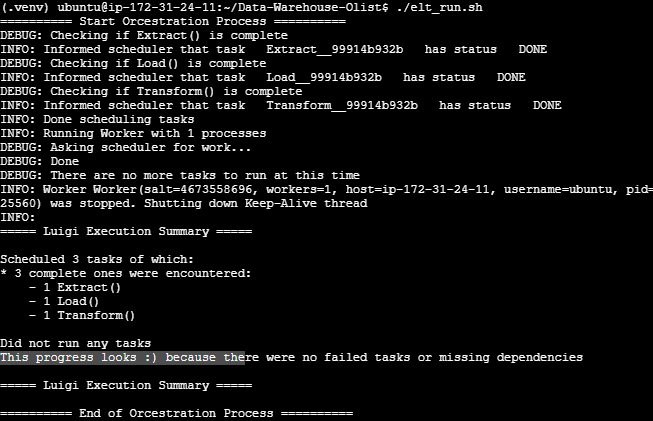 (.venv) ubuntu@ip-172-31-24-11:~/Data-Warehouse-Olist$ ./elt_run.sh
========== Start Orcestration Process ==========
DEBUG: Checking if Extract() is complete
INFO: Informed scheduler that task   Extract__99914b932b   has status   DONE
DEBUG: Checking if Load() is complete
INFO: Informed scheduler that task   Load__99914b932b   has status   DONE
DEBUG: Checking if Transform() is complete
INFO: Informed scheduler that task   Transform__99914b932b   has status   DONE
INFO: Done scheduling tasks
INFO: Running Worker with 1 processes
DEBUG: Asking scheduler for work...
DEBUG: Done
DEBUG: There are no more tasks to run at this time
INFO: Worker Worker(salt=4673558696, workers=1, host=ip-172-31-24-11, username=ubuntu, pid=
25560) was stopped. Shutting down Keep-Alive thread
INFO:
===== Luigi Execution Summary =====
Scheduled 3 tasks of which:
* 3 complete ones were encountered:
    - 1 Extract()
    - 1 Load()
    - 1 Transform()
Did not run any tasks
This progress looks :) because there were no failed tasks or missing dependencies
===== Luigi Execution Summary =====
========== End of Orcestration Process ==========